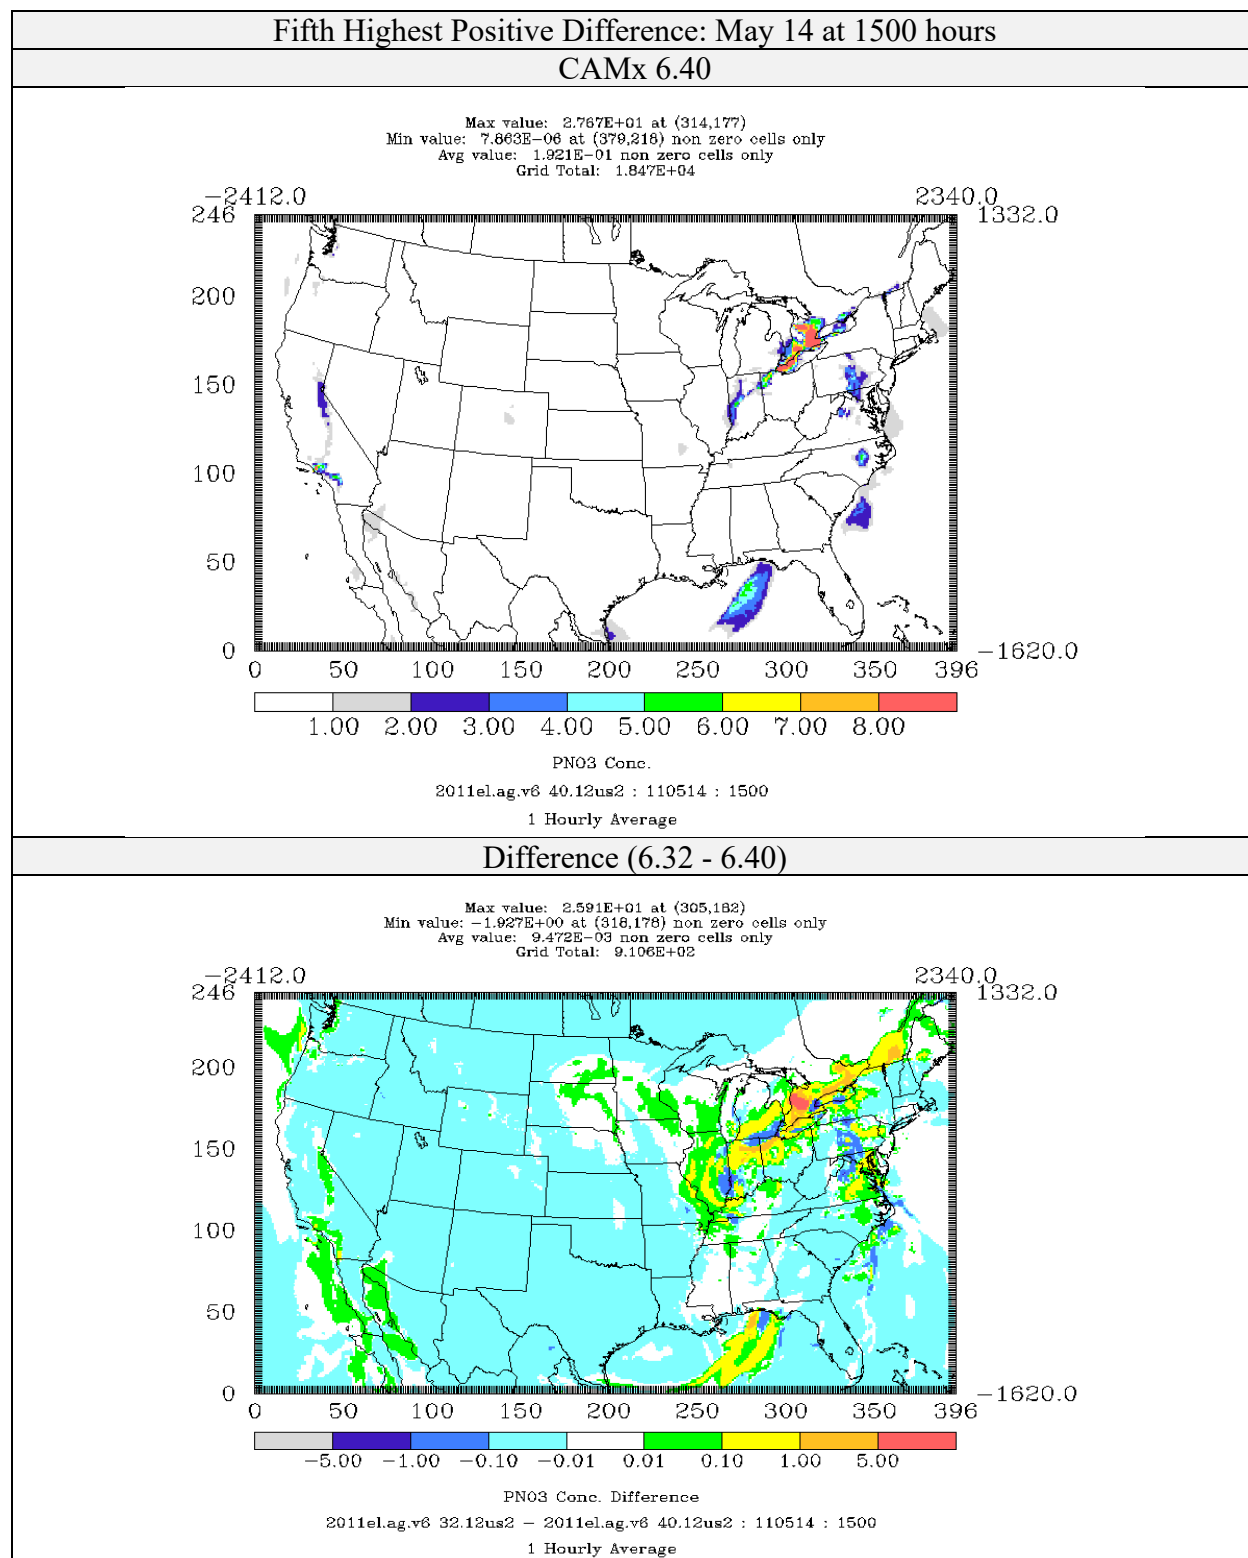 Fifth Highest Positive Difference: May 14 at 1500 hours
CAMx 6.40
Max value: 2.767E+01 at (314,177)
Min value: 7.863E-06 at (379,218) non zero cells only
Avg value: 1.921E-01 non zero cells only
Grid Total: 1.847E+04
-2412.0 2340.0
246 1332.0
200
150
100
50
0 -1620.0
0 50 100 150 200 250 300 350 396
1.00 2.00 3.00 4.00 5.00 6.00 7.00 8.00
PNO3 Conc.
2011el.ag.v6 40.12us2 : 110514 : 1500
1 Hourly Average
Difference (6.32 - 6.40)
Max value: 2.591E+01 at (305,182)
Min value: -1.927E+00 at (318,178) non zero cells only
Avg value: 9.472E-03 non zero cells only
Grid Total: 9.106E+02
-2412.0 2340.0
246 1332.0
200
150
100
50
0 -1620.0
0 50 100 150 200 250 300 350 396
-5.00 -1.00 -0.10 -0.01 0.01 0.10 1.00 5.00
PNO3 Conc. Difference
2011el.ag.v6 32.12us2 - 2011el.ag.v6 40.12us2 : 110514 : 1500
1 Hourly Average